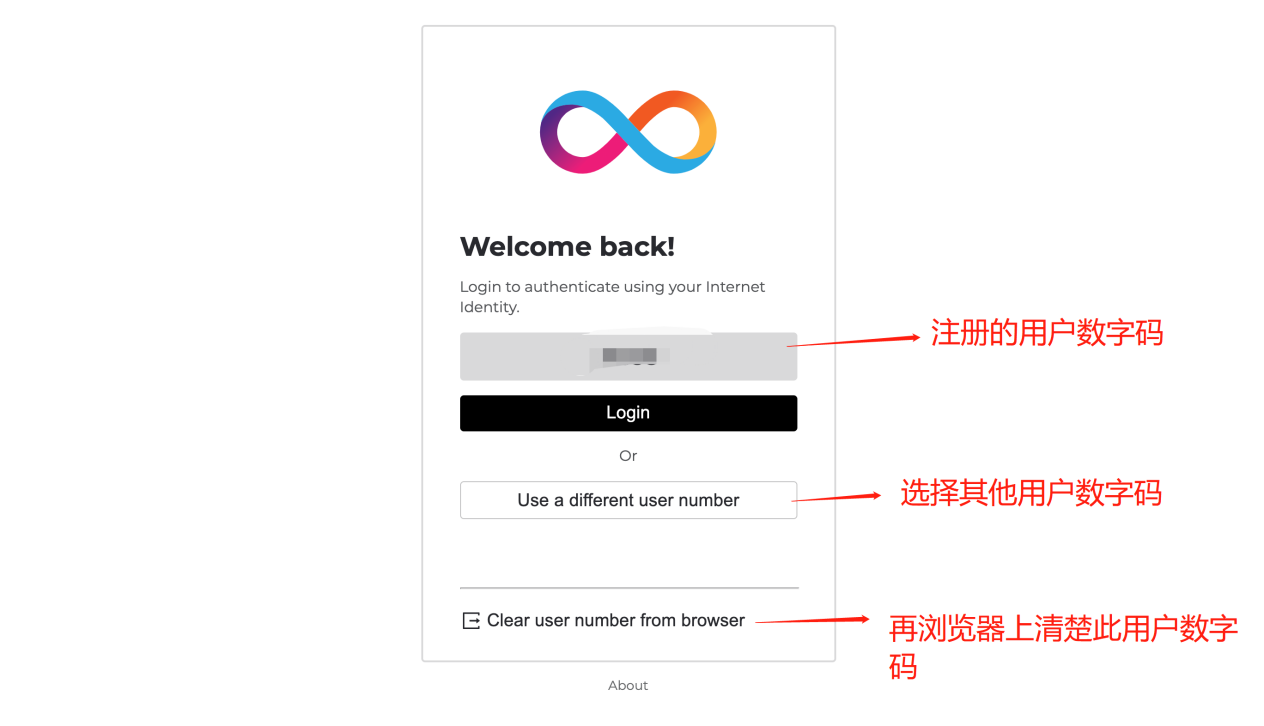 Welcome back!
Login to authenticate using your Internet
Identity.
注册的用户数字码
Login
Or
Use a different user number
选择其他用户数字码
Clear user number from browser
再浏览器上清楚此用户数字
码
About